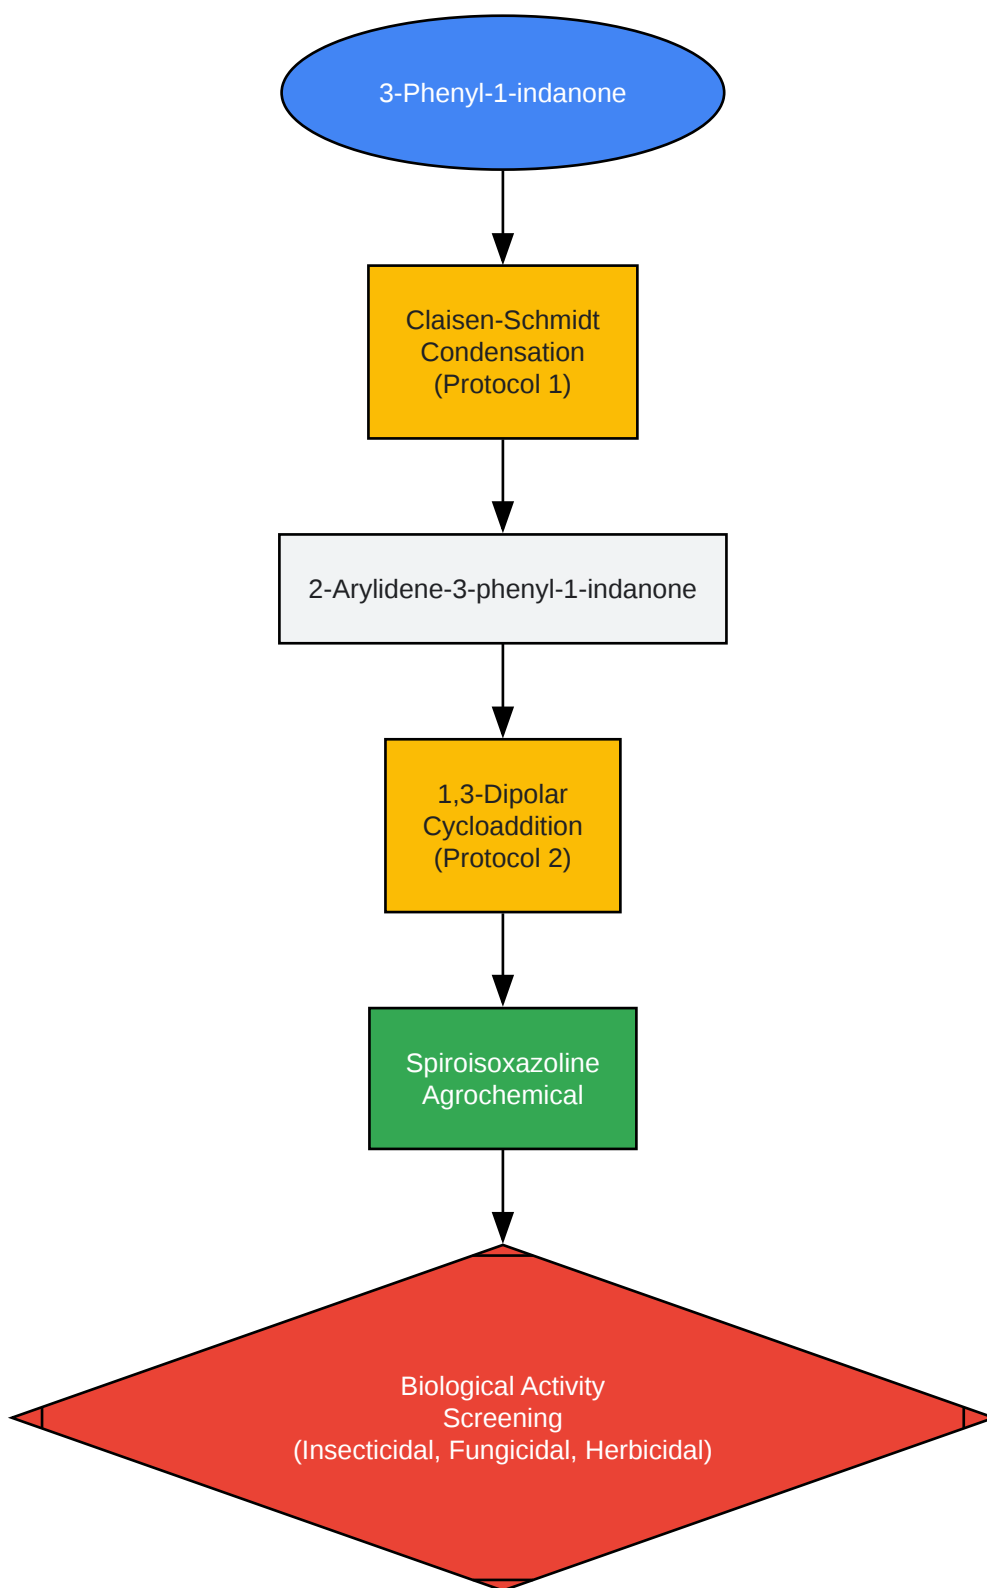 3-Phenyl-1-indanone
Claisen-Schmidt
Condensation
(Protocol 1)
2-Arylidene-3-phenyl-1-indanone
1,3-Dipolar
Cycloaddition
(Protocol 2)
Spiroisoxazoline
Agrochemical
Biological Activity
Screening
(Insecticidal, Fungicidal, Herbicidal)